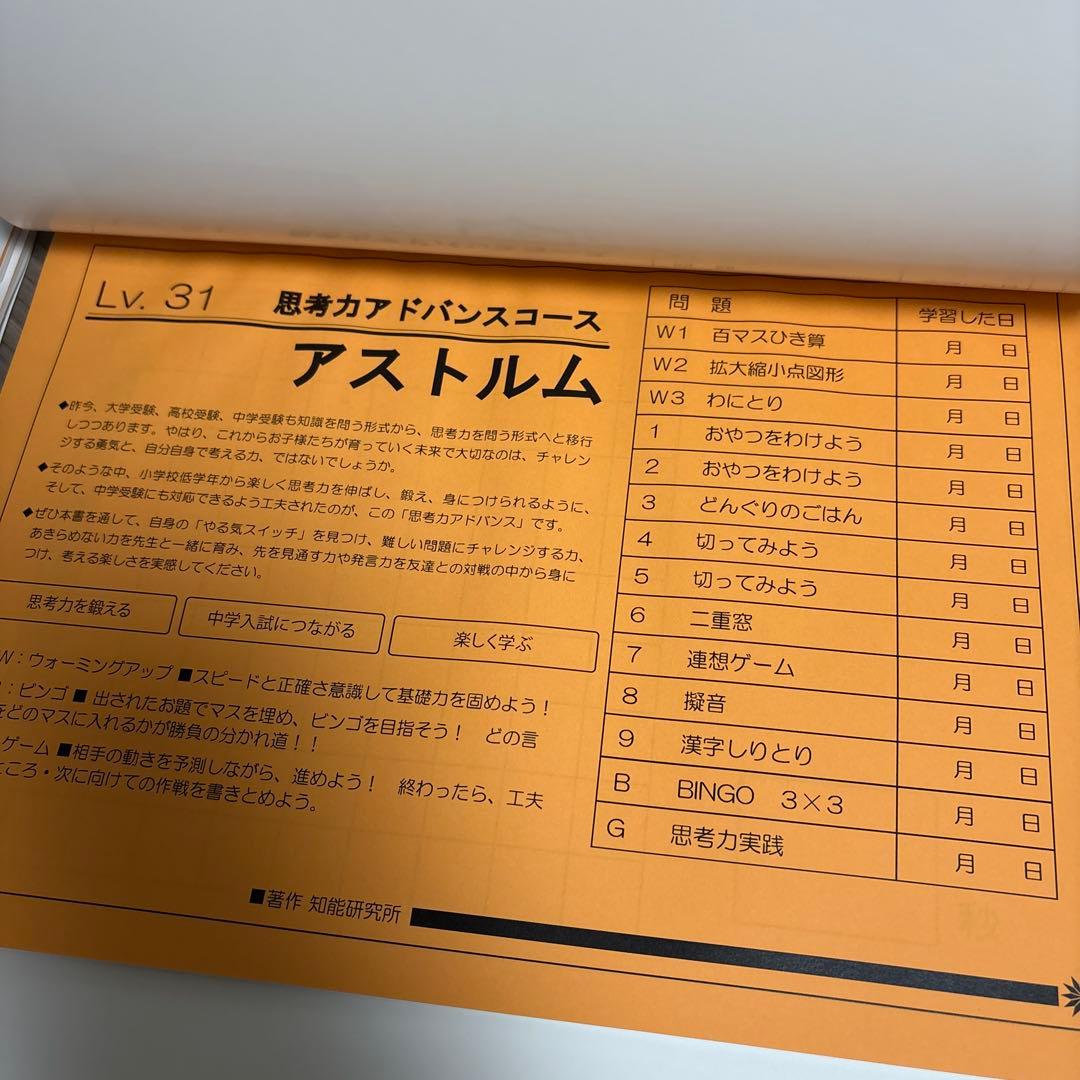 Lv. 31 思考力アドバンスコース
アストルム
◆昨今、大学受験、高校受験、中学受験も知識を問う形式から、思考力を問う形式へと移行
しつつあります。やはり、これからお子様たちが育っていく未来で大切なのは、チャレン
ジする勇気と、自分自身で考える力、ではないでしょうか。
◆そのような中、小学校低学年から楽しく思考力を伸ばし、鍛え、身につけられるように、
そして、中学受験にも対応できるよう工夫されたのが、この「思考力アドバンス」です。
◆ぜひ本書を通して、自身の「やる気スイッチ」を見つけ、難しい問題にチャレンジする力、
あきらめない力を先生と一緒に育み、先を見通す力や発言力を友達との対戦の中から身に
つけ、考える楽しさを実感してください。
思考力を鍛える 中学入試につながる 楽しく学ぶ
W：ウォーミングアップ ■スピードと正確さ意識して基礎力を固めよう！
：ビンゴ ■ 出されたお題でマスを埋め、ビンゴを目指そう！ どの言
をどのマスに入れるかが勝負の分かれ道！！
ゲーム ■相手の動きを予測しながら、進めよう！ 終わったら、工夫
ころ・次に向けての作戦を書きとめよう。
問題 学習した日
W1 百マスひき算 月 日
W2 拡大縮小点図形 月 日
W3 わにとり 月 日
1 おやつをわけよう 月 日
2 おやつをわけよう 月 日
3 どんぐりのごはん 月 日
4 切ってみよう 月 日
5 切ってみよう 月 日
6 二重窓 月 日
7 連想ゲーム 月 日
8 擬音 月 日
9 漢字しりとり 月 日
B BINGO 3×3 月 日
G 思考力実践 月 日
■著作 知能研究所
秒